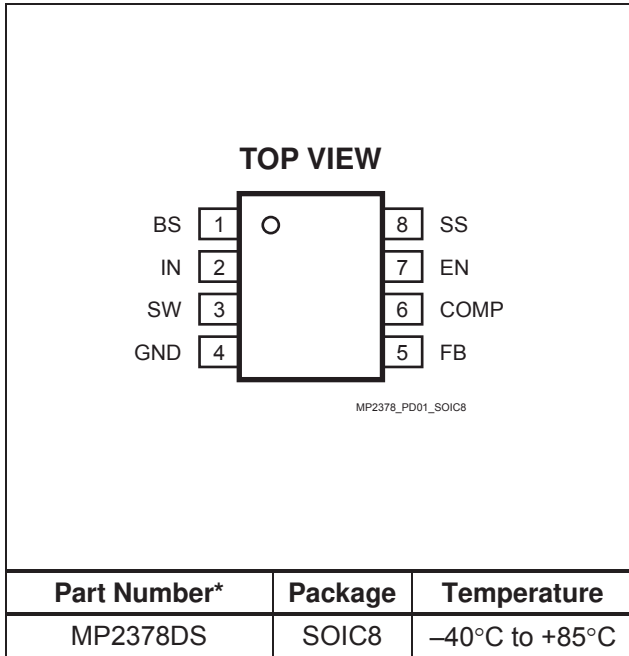 TOP VIEW
BS 1 8 SS
IN 2 7 EN
SW 3 6 COMP
GND 4 5 FB
MP2378_PD01_SOIC8
Part Number* Package Temperature
MP2378DS SOIC8 –40°C to +85°C